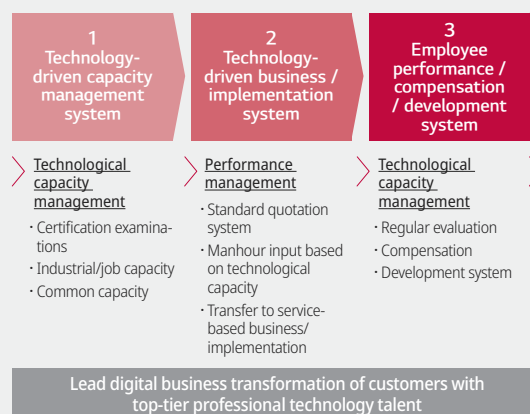 1
Technology-
driven capacity
management
system
2
Technology-
driven business /
implementation
system
3
Employee
performance /
compensation
/ development
system
Technological
capacity
management
· Certification examina-
tions
· Industrial/job capacity
· Common capacity
Performance
management
· Standard quotation
system
· Manhour input based
on technological
capacity
· Transfer to service-
based business/
implementation
Technological
capacity
management
· Regular evaluation
· Compensation
· Development system
Lead digital business transformation of customers with
top-tier professional technology talent